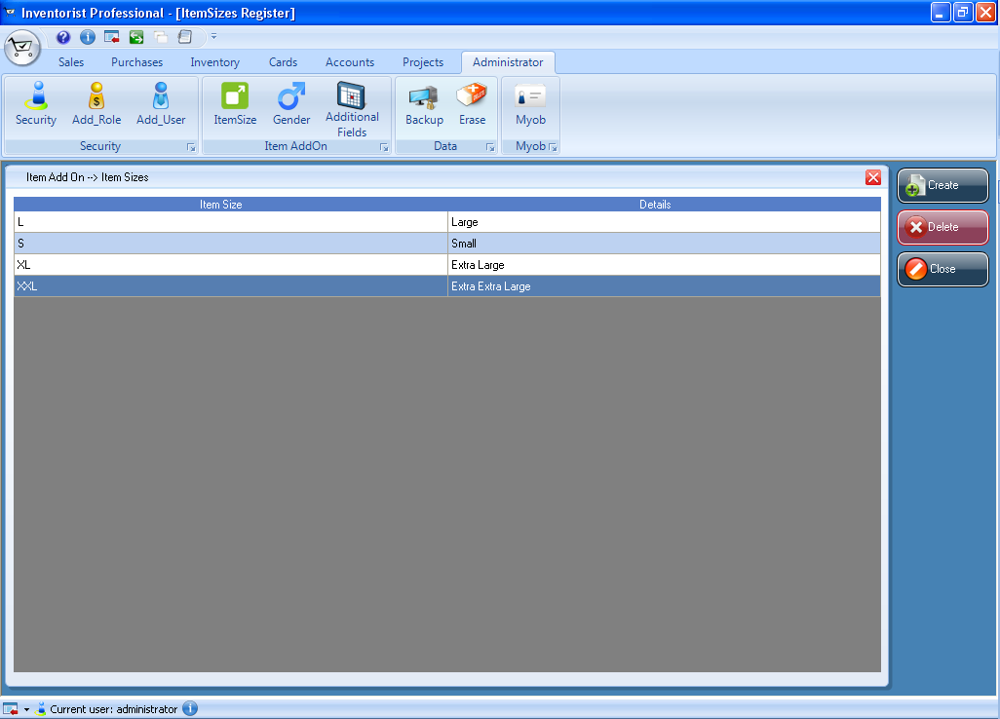 Inventorist Professional - [ItemSizes Register]
Sales Purchases Inventory Cards Accounts Projects Administrator
Security Add_Role Add_User ItemSize Gender Additional Fields Backup Erase Myob
Security Item AddOn Data Myob
Item Add On --> Item Sizes
Item Size Details
L Large
S Small
XL Extra Large
XXL Extra Extra Large
Create
Delete
Close
Current user: administrator